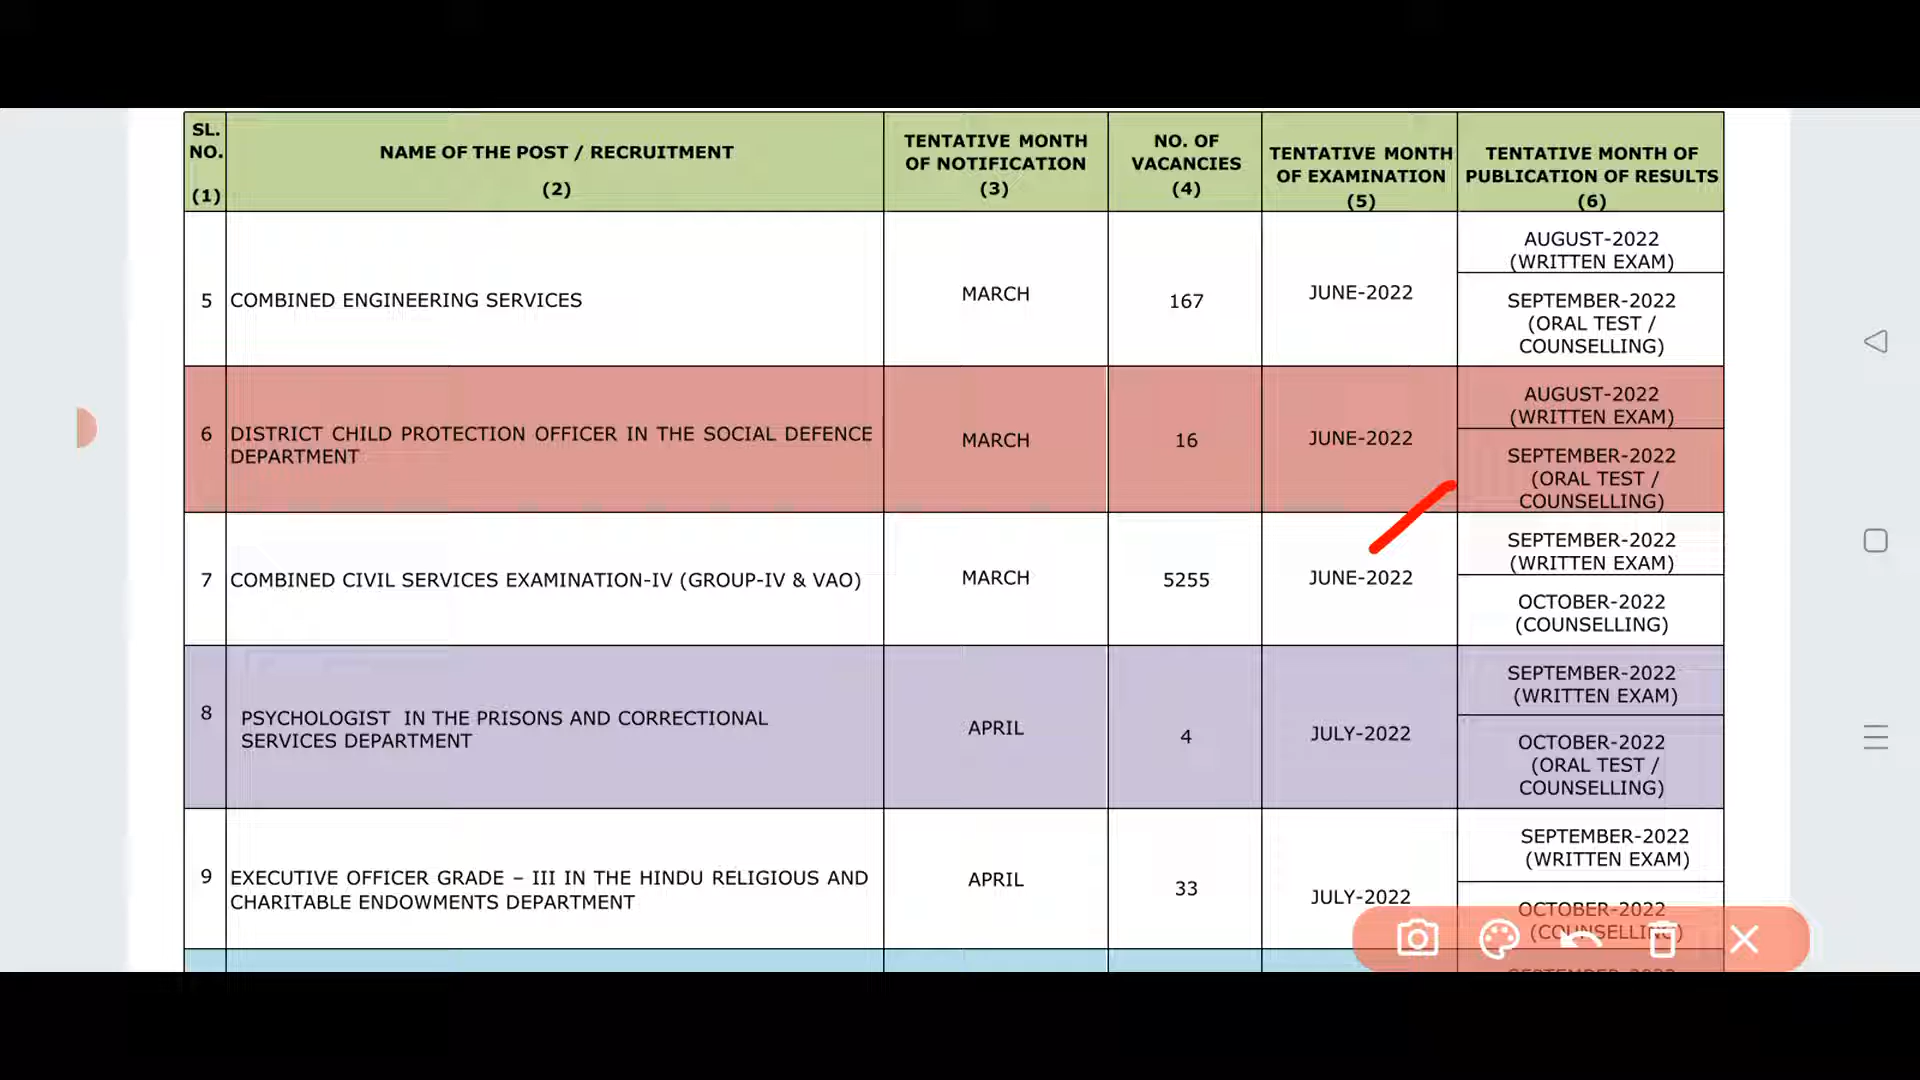 SL.
NO.
(1)
NAME OF THE POST / RECRUITMENT
(2)
TENTATIVE MONTH
OF NOTIFICATION
(3)
NO. OF
VACANCIES
(4)
TENTATIVE MONTH
OF EXAMINATION
(5)
TENTATIVE MONTH OF
PUBLICATION OF RESULTS
(6)
5
COMBINED ENGINEERING SERVICES
MARCH
167
JUNE-2022
AUGUST-2022
(WRITTEN EXAM)
SEPTEMBER-2022
(ORAL TEST /
COUNSELLING)
6
DISTRICT CHILD PROTECTION OFFICER IN THE SOCIAL DEFENCE
DEPARTMENT
MARCH
16
JUNE-2022
AUGUST-2022
(WRITTEN EXAM)
SEPTEMBER-2022
(ORAL TEST /
COUNSELLING)
7
COMBINED CIVIL SERVICES EXAMINATION-IV (GROUP-IV & VAO)
MARCH
5255
JUNE-2022
SEPTEMBER-2022
(WRITTEN EXAM)
OCTOBER-2022
(COUNSELLING)
8
PSYCHOLOGIST IN THE PRISONS AND CORRECTIONAL
SERVICES DEPARTMENT
APRIL
4
JULY-2022
SEPTEMBER-2022
(WRITTEN EXAM)
OCTOBER-2022
(ORAL TEST /
COUNSELLING)
9
EXECUTIVE OFFICER GRADE – III IN THE HINDU RELIGIOUS AND
CHARITABLE ENDOWMENTS DEPARTMENT
APRIL
33
JULY-2022
SEPTEMBER-2022
(WRITTEN EXAM)
OCTOBER-2022
(COUNSELLING)